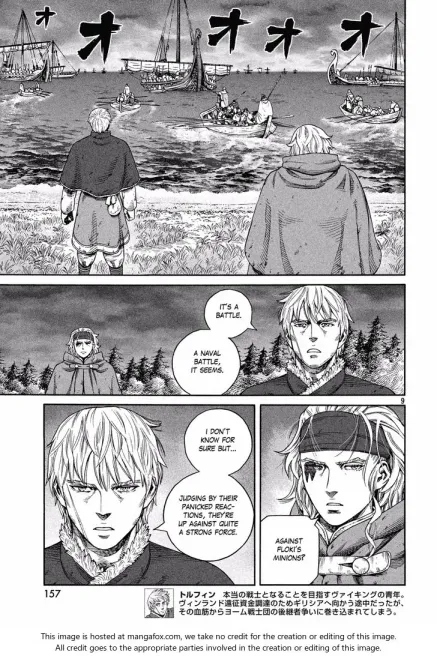 オ オ オ オ
IT'S A
BATTLE.
A NAVAL
BATTLE,
IT SEEMS.
9
I DON'T
KNOW FOR
SURE BUT...
JUDGING BY THEIR
PANICKED REAC-
TIONS, THEY'RE
UP AGAINST QUITE
A STRONG FORCE.
AGAINST
FLOKI'S
MINIONS?
157
トルフィン 本当の戦士となることを目指すヴァイキングの青年。
ヴィンランド遠征資金調達のためギリシアへ向かう途中だったが、
その血筋からヨーム戦士団の後継者争いに巻き込まれてしまう。
This image is hosted at mangafox.com, we take no credit for the creation or editing of this image.
All credit goes to the appropriate parties involved in the creation or editing of this image.